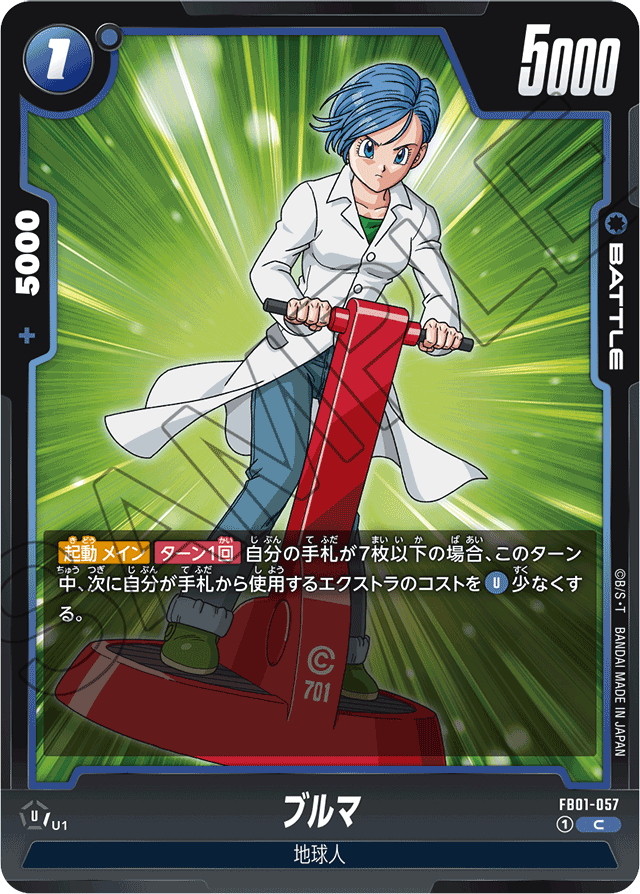 1
5000
+ 5000
BATTLE
SAMPLE
起動 メイン ターン1回 自分の手札が7枚以下の場合、このターン
中、次に自分が手札から使用するエクストラのコストを U 少なくす
る。
C
701
©B/S・T BANDAI MADE IN JAPAN
U U1
ブルマ
FB01-057
1 C
地球人